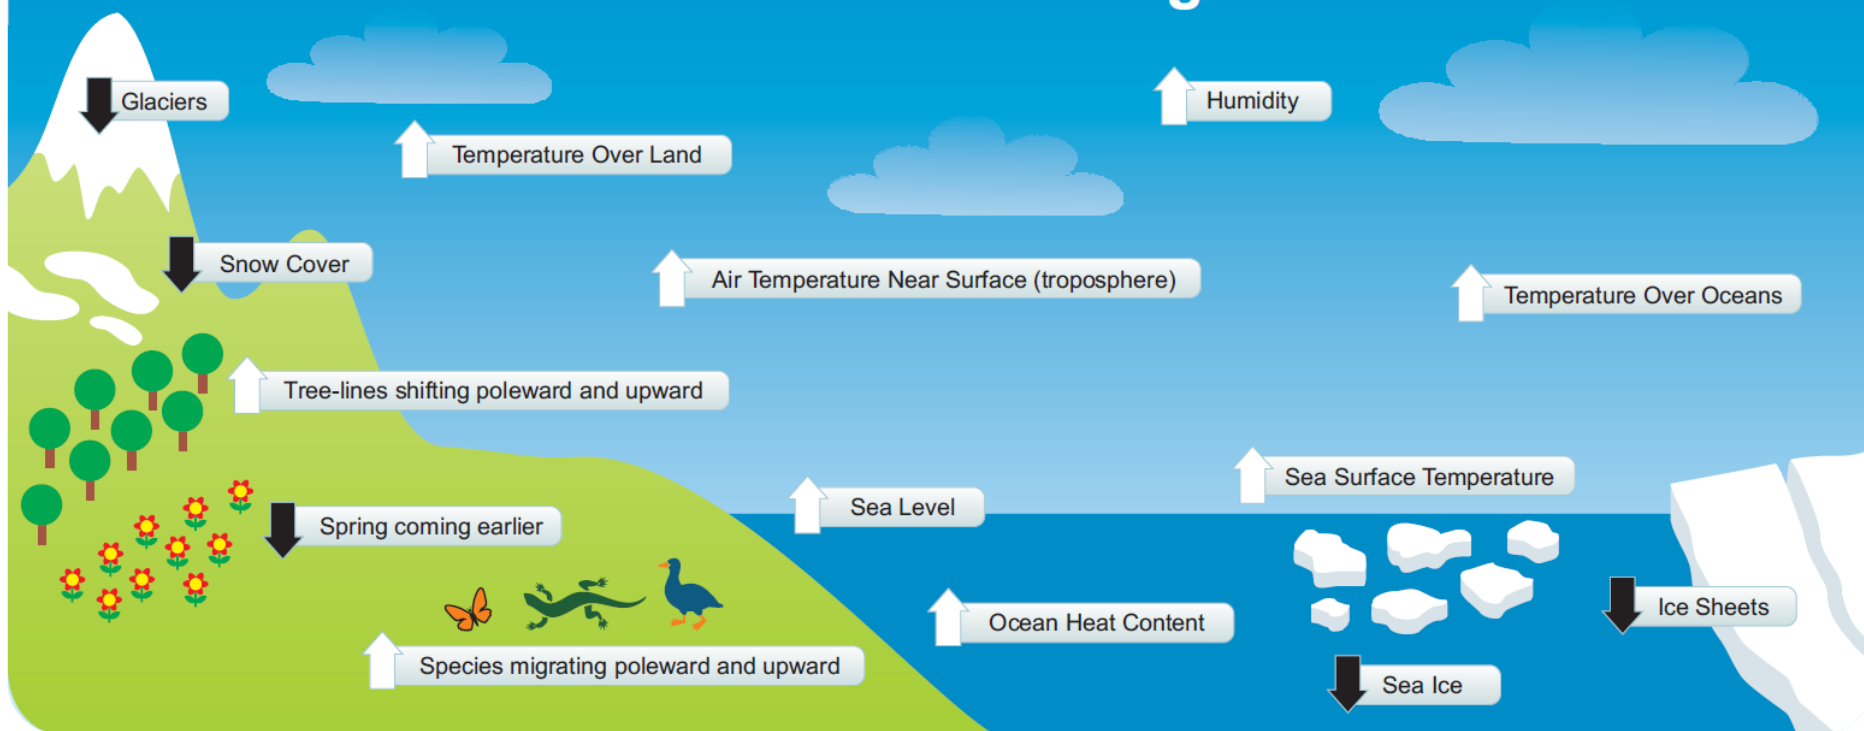 Glaciers
Humidity
Temperature Over Land
Snow Cover
Air Temperature Near Surface (troposphere)
Temperature Over Oceans
Tree-lines shifting poleward and upward
Sea Surface Temperature
Sea Level
Spring coming earlier
Ice Sheets
Ocean Heat Content
Species migrating poleward and upward
Sea Ice